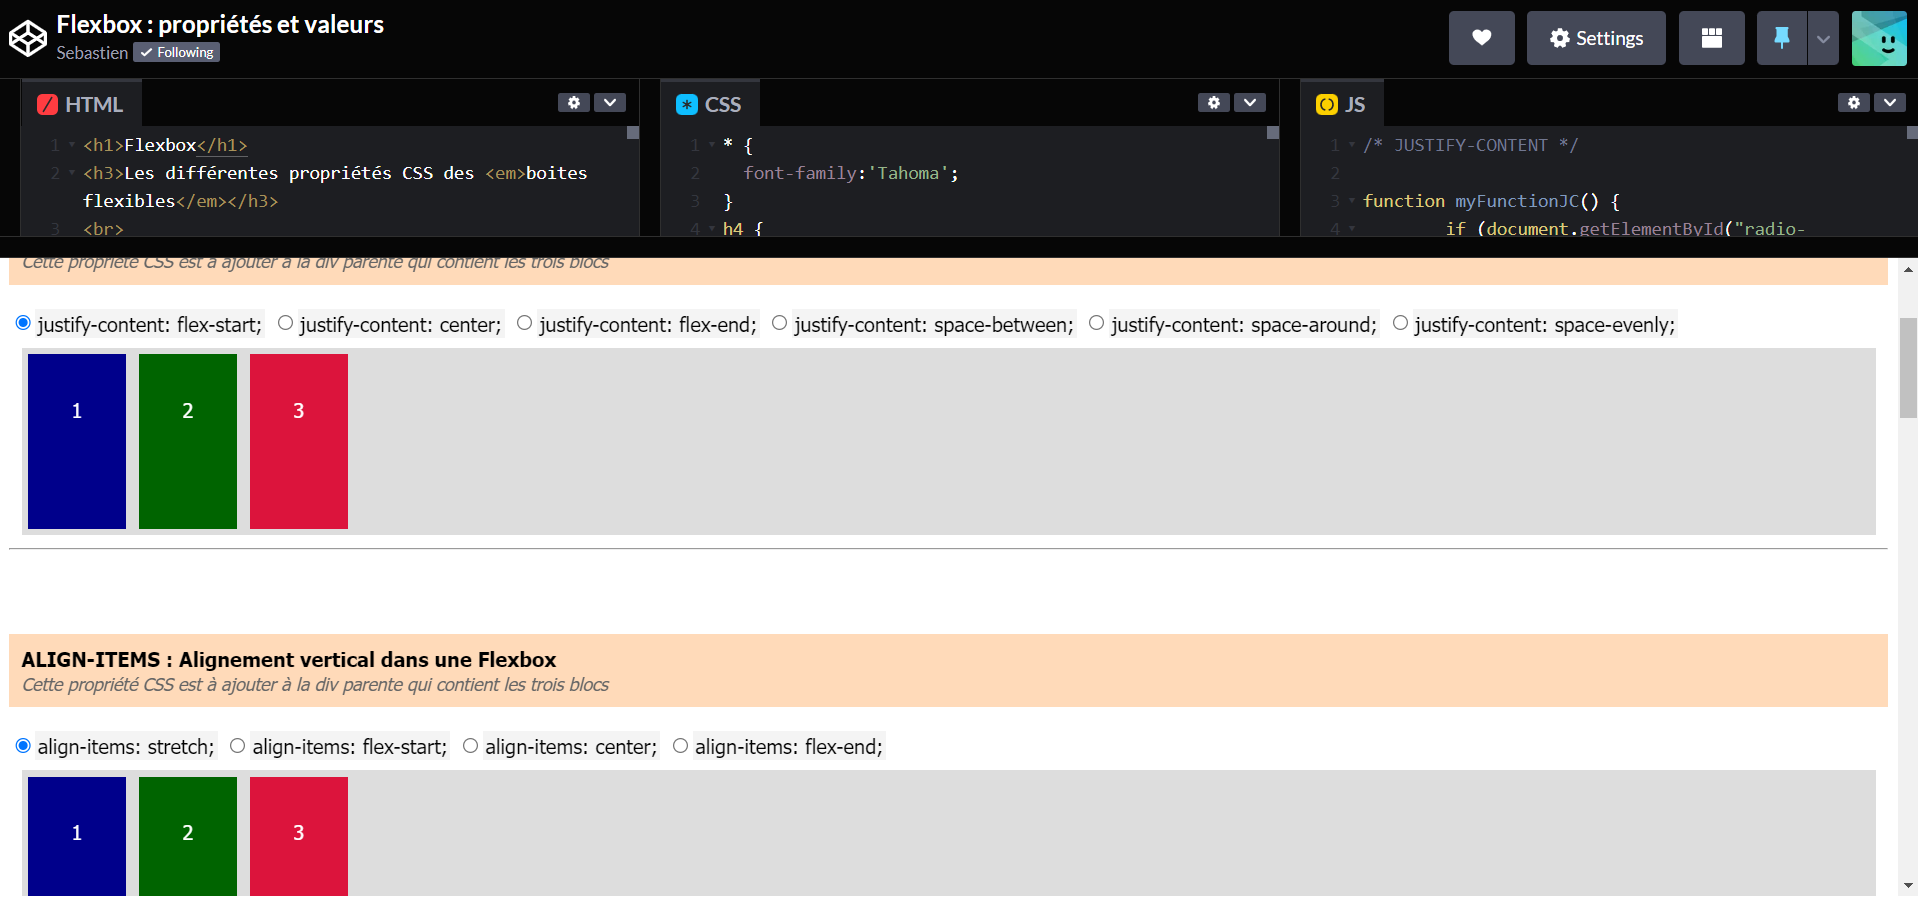 Flexbox : propriétés et valeurs
Sebastien ✓ Following
Settings
HTML
1 <h1>Flexbox</h1>
2 <h3>Les différentes propriétés CSS des <em>boites
flexibles</em></h3>
3 <br>
CSS
1 * {
2 font-family:'Tahoma';
3 }
4 h4 {
JS
1 /* JUSTIFY-CONTENT */
2
3 function myFunctionJC() {
4 if (document.getElementById("radio-
Cette propriété CSS est à ajouter à la div parente qui contient les trois blocs
justify-content: flex-start; justify-content: center; justify-content: flex-end; justify-content: space-between; justify-content: space-around; justify-content: space-evenly;
1 2 3
ALIGN-ITEMS : Alignement vertical dans une Flexbox
Cette propriété CSS est à ajouter à la div parente qui contient les trois blocs
align-items: stretch; align-items: flex-start; align-items: center; align-items: flex-end;
1 2 3